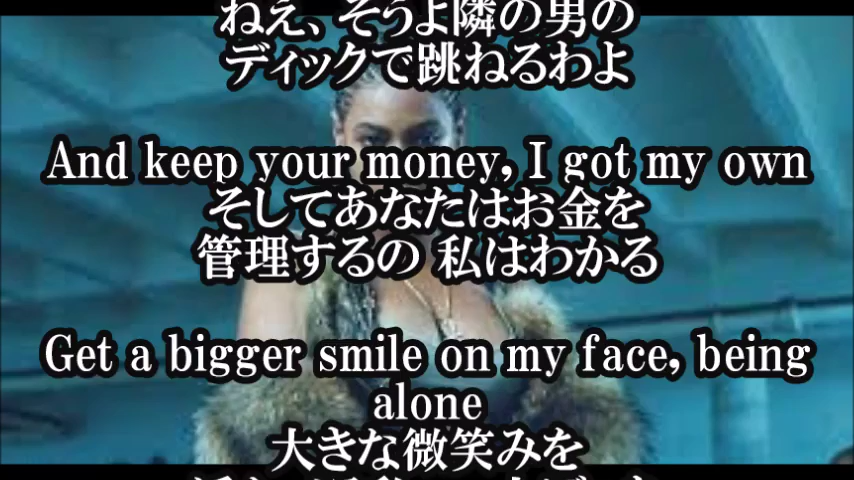 ねえ、そうよ隣の男の
ディックで跳ねるわよ
And keep your money, I got my own
そしてあなたはお金を
管理するの 私はわかる
Get a bigger smile on my face, being
alone
大きな微笑みを